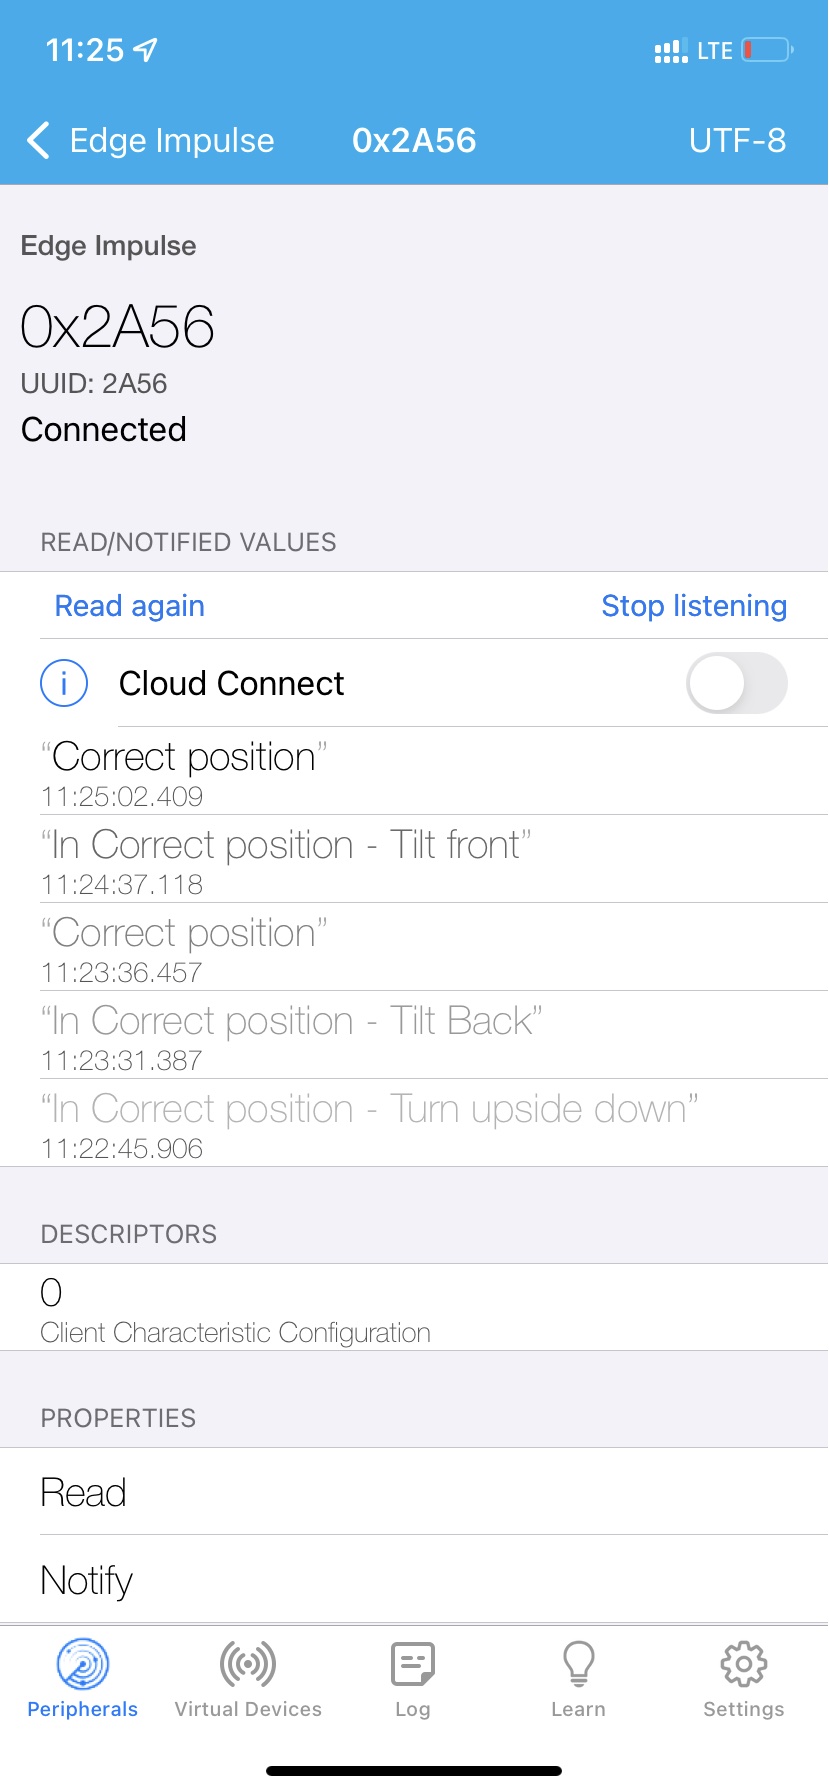 11:25 LTE
Edge Impulse 0x2A56 UTF-8
Edge Impulse
0x2A56
UUID: 2A56
Connected
READ/NOTIFIED VALUES
Read again Stop listening
i Cloud Connect
“Correct position”
11:25:02.409
“In Correct position - Tilt front”
11:24:37.118
“Correct position”
11:23:36.457
“In Correct position - Tilt Back”
11:23:31.387
“In Correct position - Turn upside down”
11:22:45.906
DESCRIPTORS
0
Client Characteristic Configuration
PROPERTIES
Read
Notify
Peripherals Virtual Devices Log Learn Settings